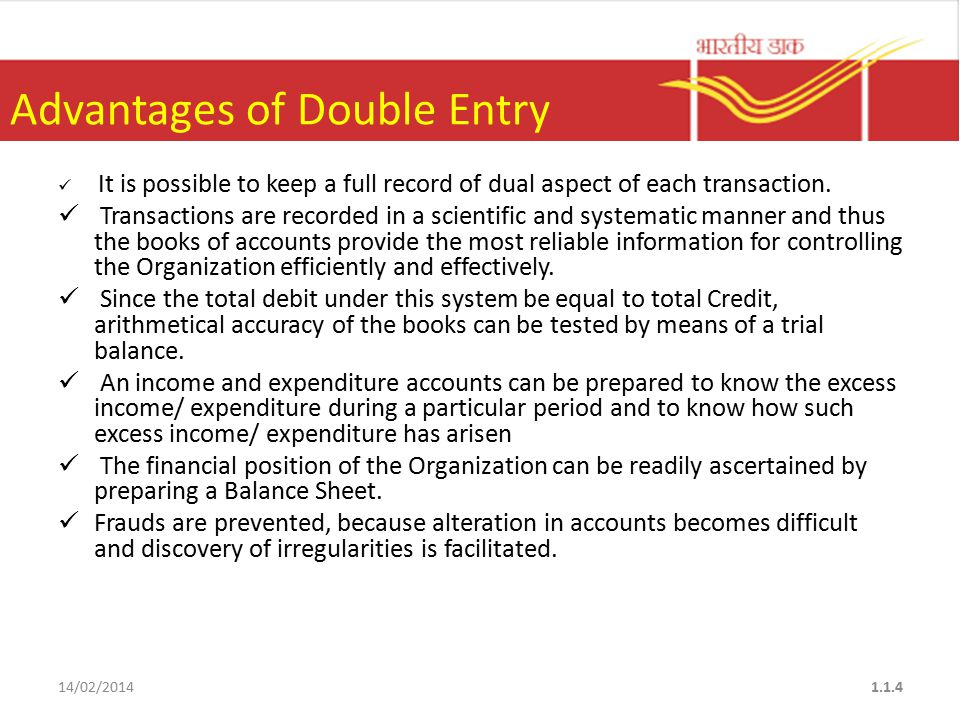 भारतीय डाक
Advantages of Double Entry
✓ It is possible to keep a full record of dual aspect of each transaction.
✓ Transactions are recorded in a scientific and systematic manner and thus
the books of accounts provide the most reliable information for controlling
the Organization efficiently and effectively.
✓ Since the total debit under this system be equal to total Credit,
arithmetical accuracy of the books can be tested by means of a trial
balance.
✓ An income and expenditure accounts can be prepared to know the excess
income/ expenditure during a particular period and to know how such
excess income/ expenditure has arisen
✓ The financial position of the Organization can be readily ascertained by
preparing a Balance Sheet.
✓ Frauds are prevented, because alteration in accounts becomes difficult
and discovery of irregularities is facilitated.
14/02/2014
1.1.4